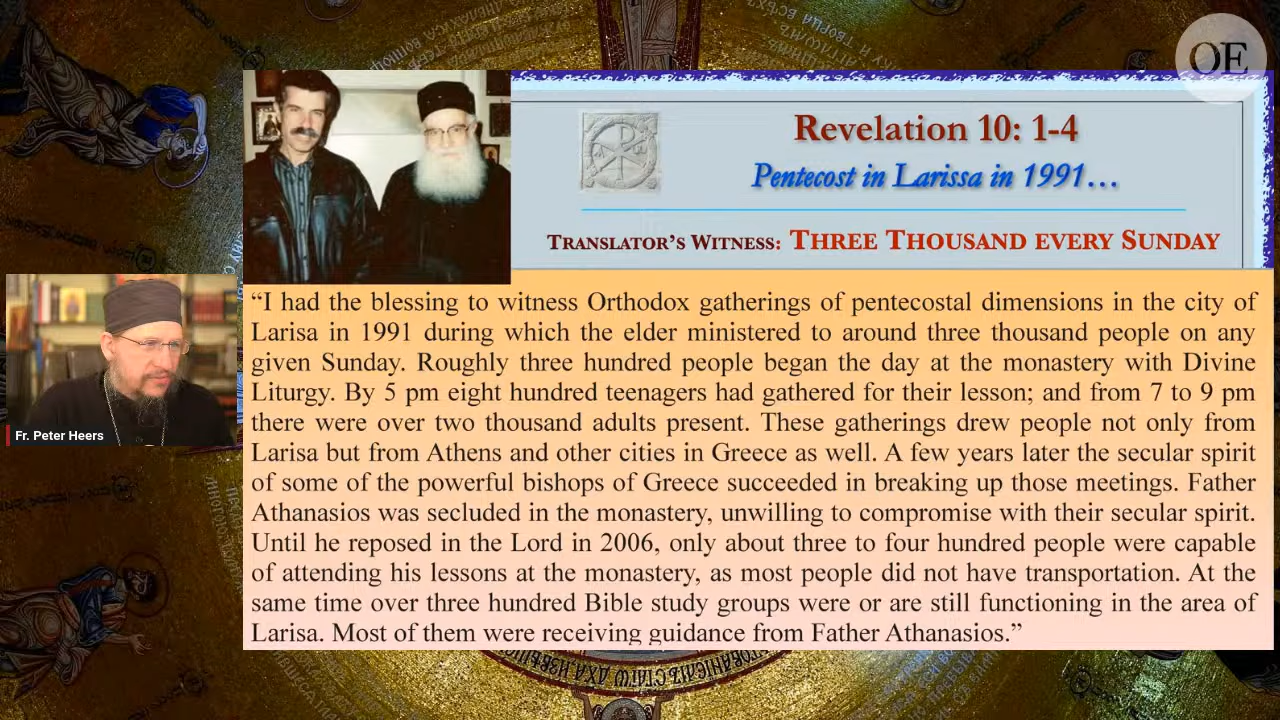 OE
Revelation 10: 1-4
Pentecost in Larissa in 1991…
Translator's Witness: Three Thousand every Sunday
“I had the blessing to witness Orthodox gatherings of pentecostal dimensions in the city of
Larisa in 1991 during which the elder ministered to around three thousand people on any
given Sunday. Roughly three hundred people began the day at the monastery with Divine
Liturgy. By 5 pm eight hundred teenagers had gathered for their lesson; and from 7 to 9 pm
there were over two thousand adults present. These gatherings drew people not only from
Larisa but from Athens and other cities in Greece as well. A few years later the secular spirit
of some of the powerful bishops of Greece succeeded in breaking up those meetings. Father
Athanasios was secluded in the monastery, unwilling to compromise with their secular spirit.
Until he reposed in the Lord in 2006, only about three to four hundred people were capable
of attending his lessons at the monastery, as most people did not have transportation. At the
same time over three hundred Bible study groups were or are still functioning in the area of
Larisa. Most of them were receiving guidance from Father Athanasios.”
Fr. Peter Heers